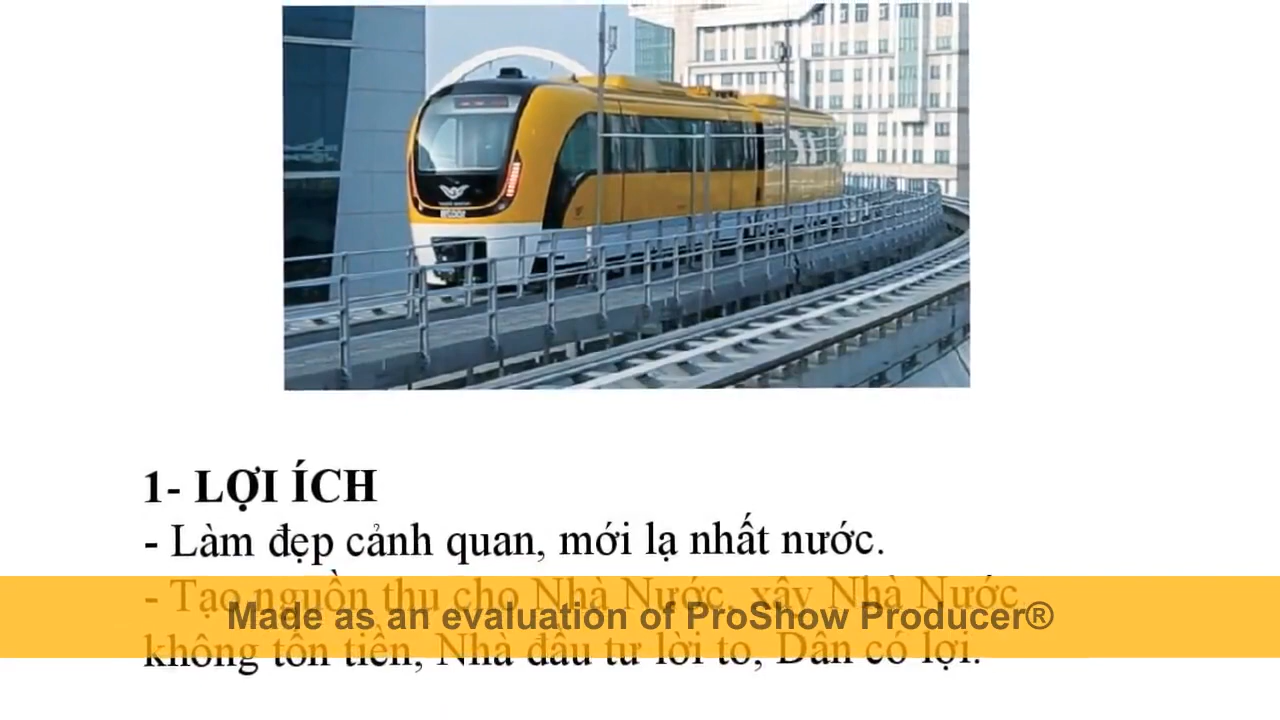 1- LỢI ÍCH
- Làm đẹp cảnh quan, mới lạ nhất nước.
- Tạo nguồn thu cho Nhà Nước, xây Nhà Nước
Made as an evaluation of ProShow Producer®
không tốn tiền, Nhà đầu tư lời to, Dân có lợi.